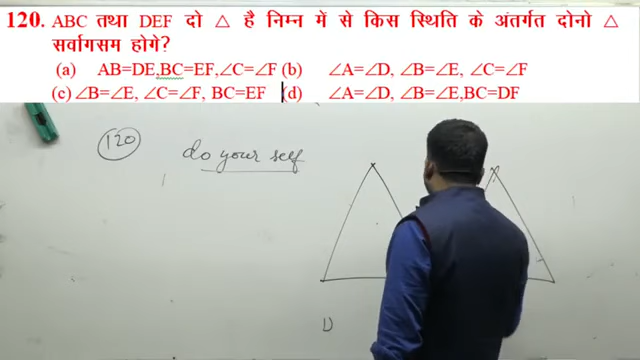 120. ABC तथा DEF दो △ है निम्न में से किस स्थिति के अंतर्गत दोनो △
सर्वागसम होगे?
(a) AB=DE,BC=EF,∠C=∠F (b) ∠A=∠D, ∠B=∠E, ∠C=∠F
(c) ∠B=∠E, ∠C=∠F, BC=EF (d) ∠A=∠D, ∠B=∠E,BC=DF
120
do your self
D